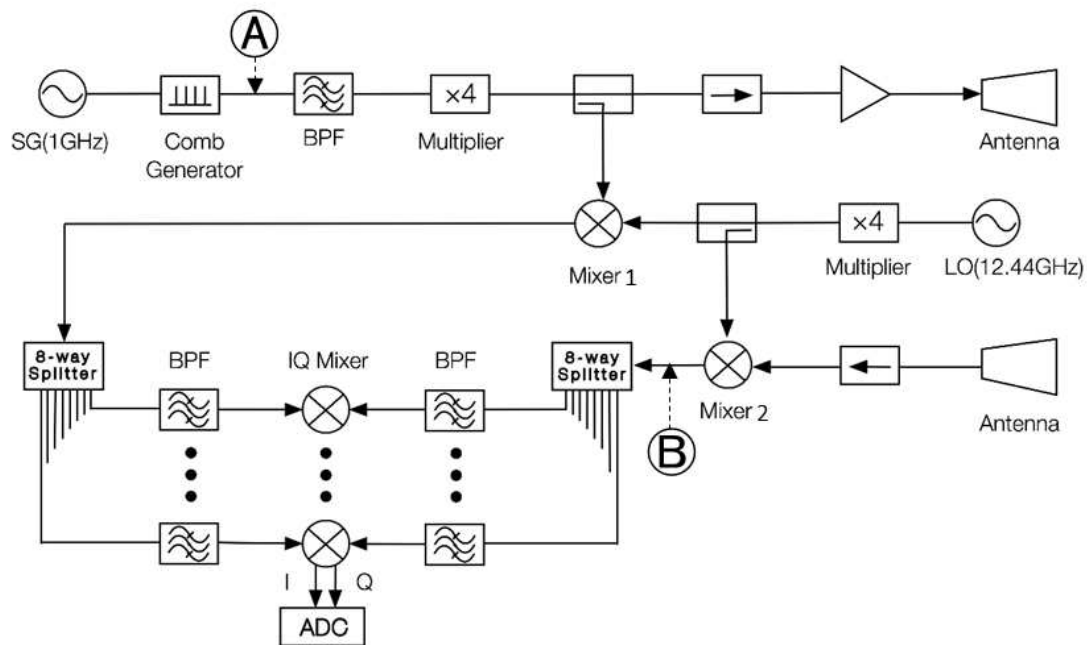 A
×4
SG(1GHz)
Comb
Generator
BPF
Multiplier
Antenna
×4
Mixer 1
Multiplier
LO(12.44GHz)
8-way
Splitter
BPF
IQ Mixer
BPF
8-way
Splitter
Mixer 2
Antenna
B
I
Q
ADC